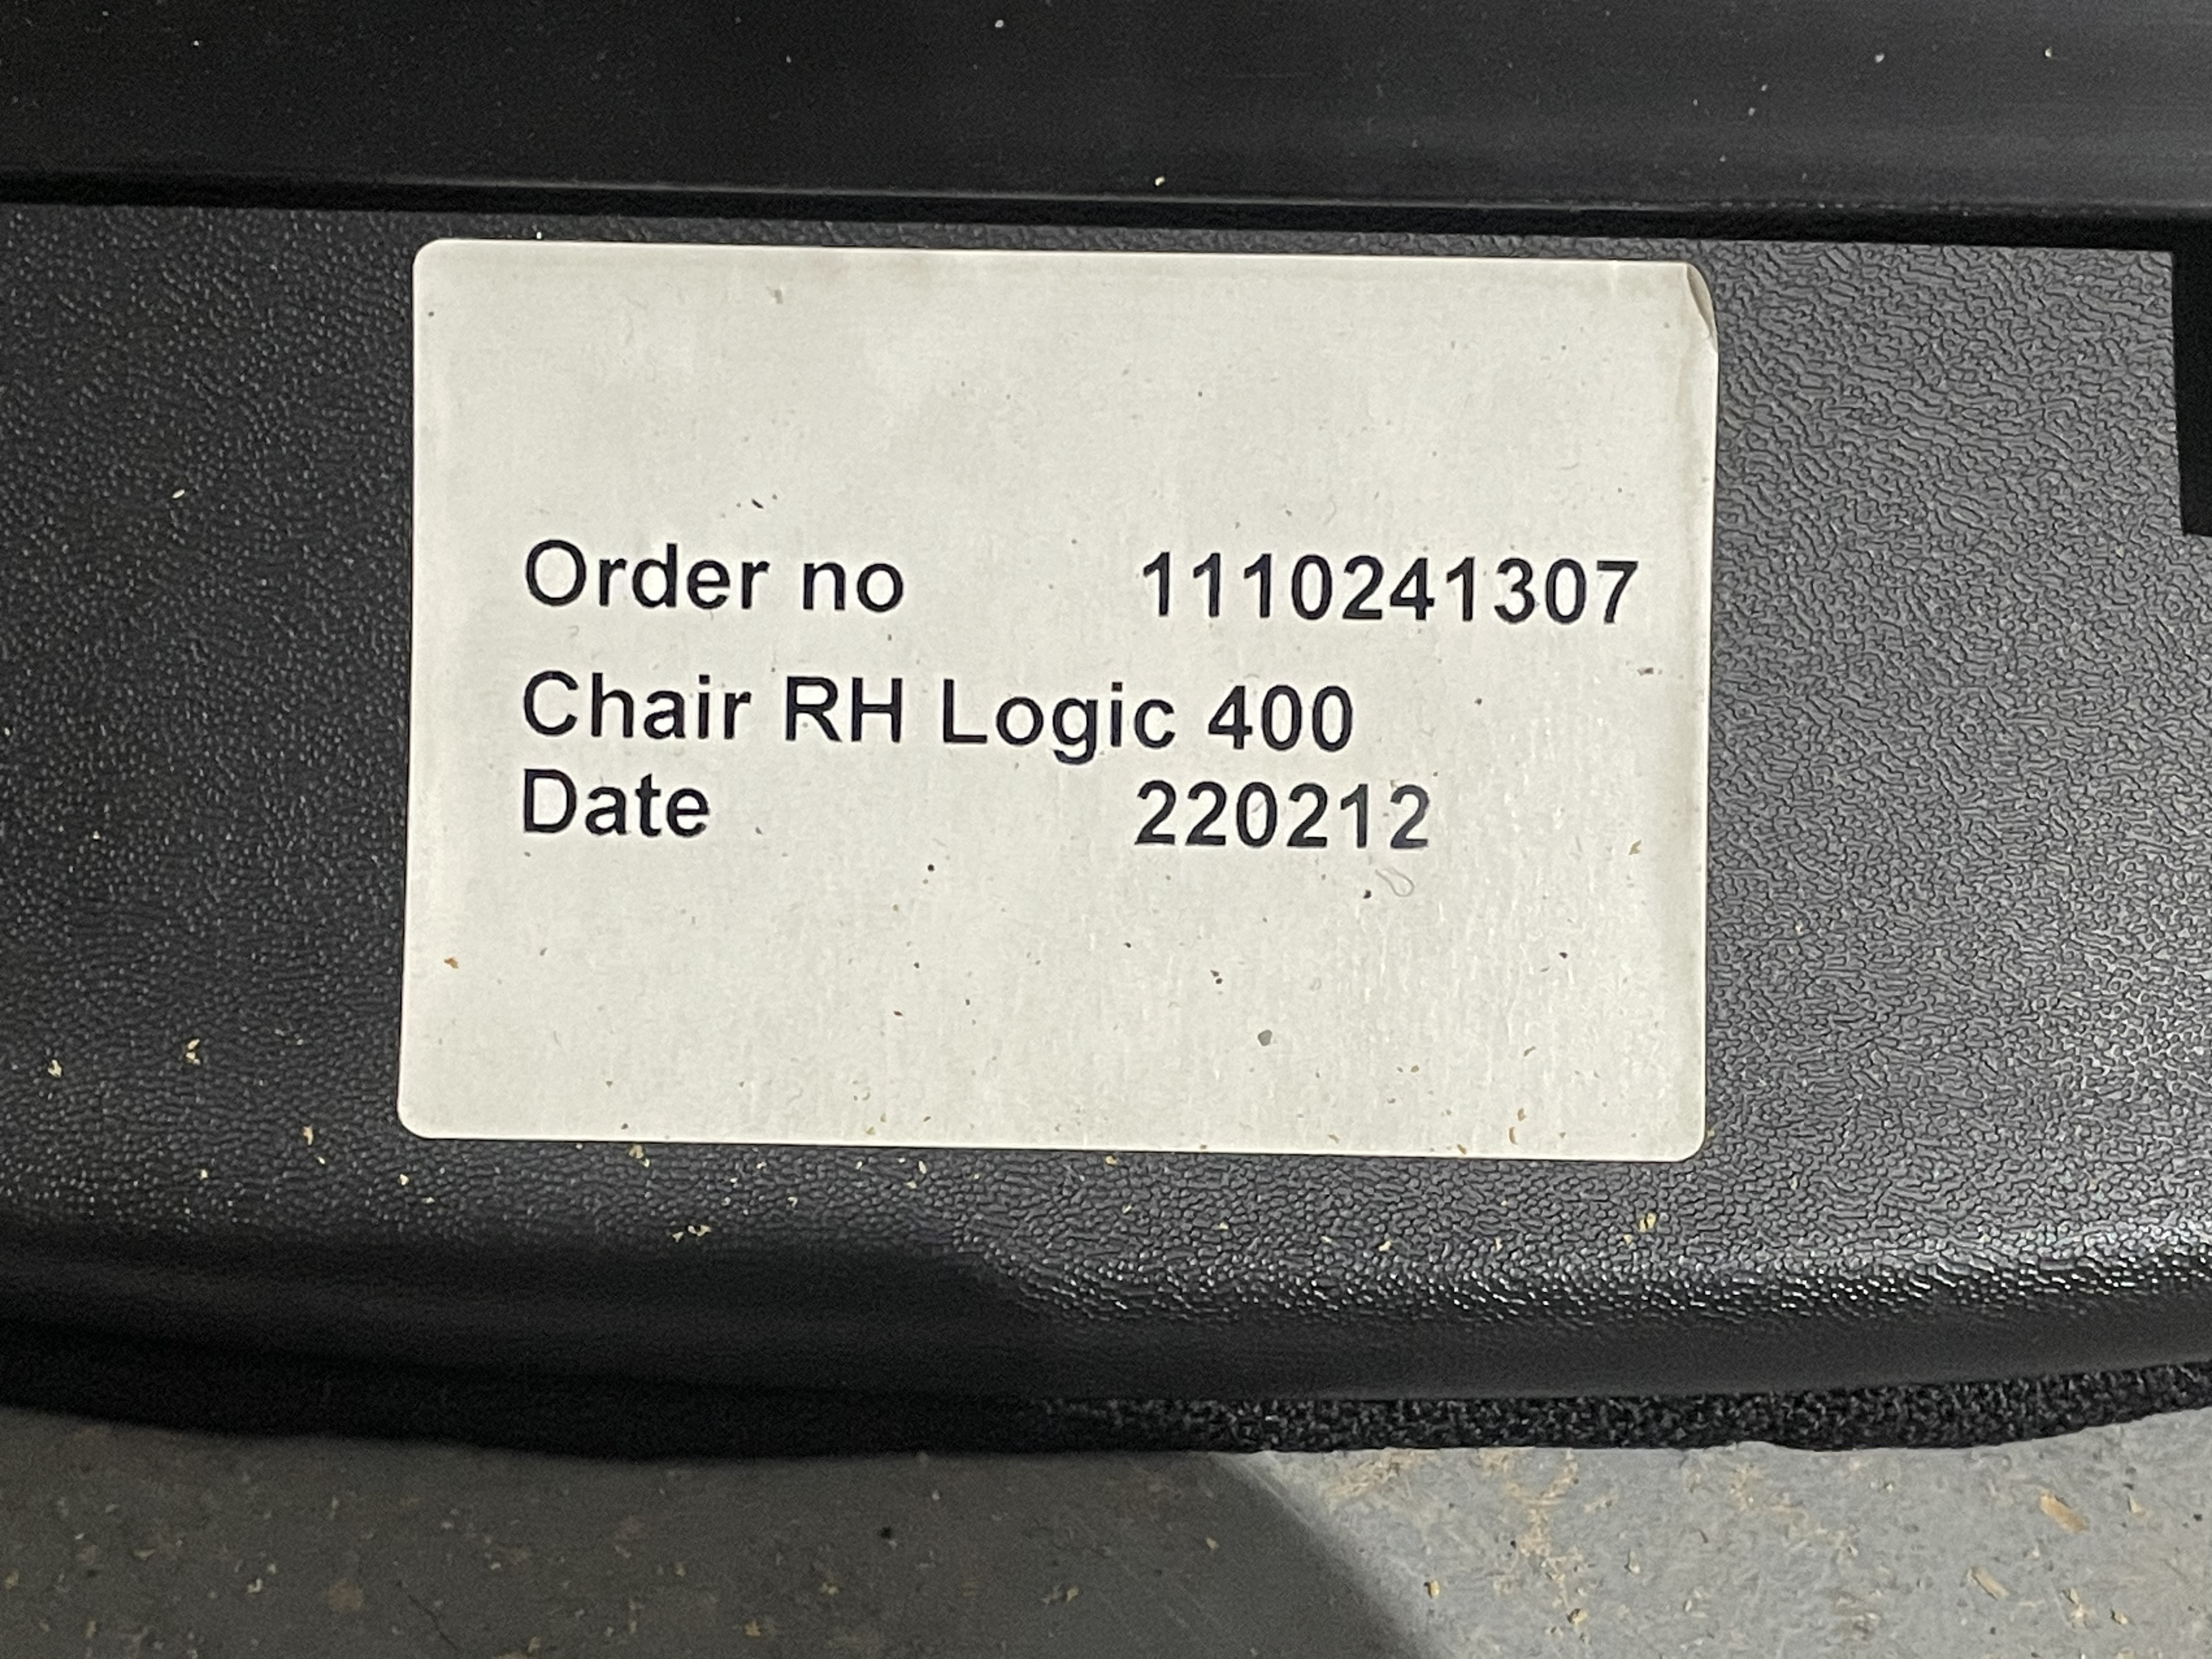 Order no 1110241307
Chair RH Logic 400
Date 220212